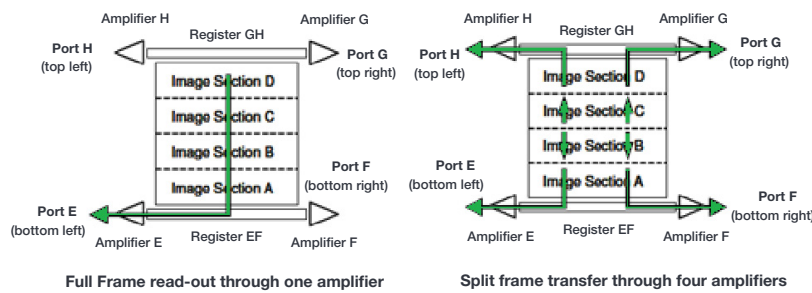 Amplifier H
Register GH
Amplifier G
Port H
(top left)
Port G
(top right)
Image Section D
Image Section C
Image Section B
Image Section A
Port F
(bottom right)
Port E
(bottom left)
Amplifier E
Register EF
Amplifier F
Full Frame read-out through one amplifier
Amplifier H
Register GH
Amplifier G
Port H
(top left)
Port G
(top right)
Image Section D
Image Section C
Image Section B
Image Section A
Port E
(bottom left)
Port F
(bottom right)
Amplifier E
Register EF
Amplifier F
Split frame transfer through four amplifiers